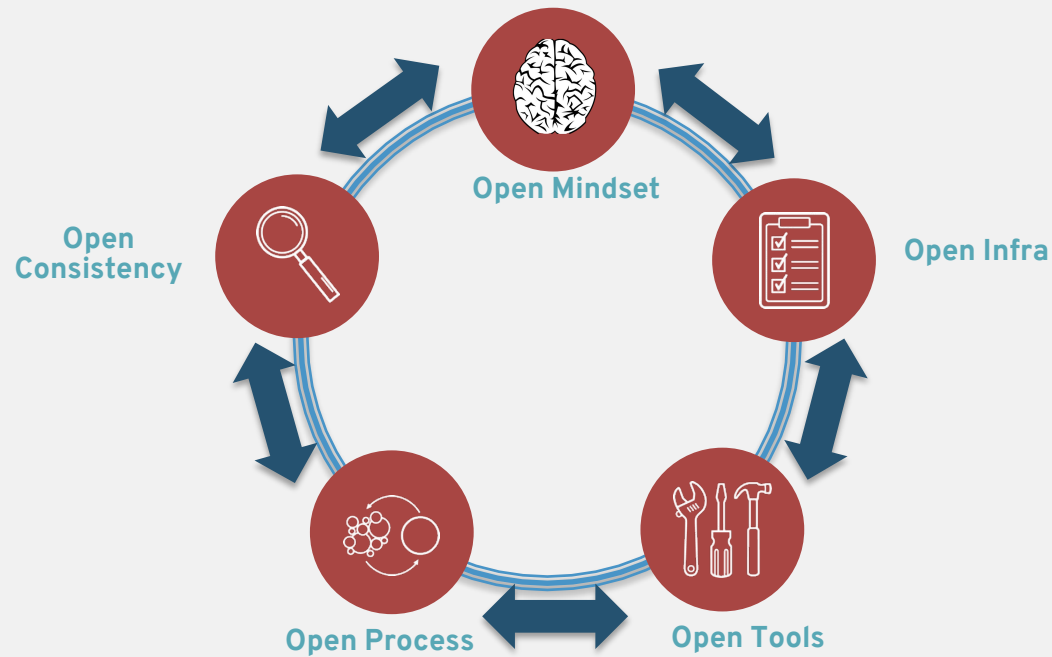 Open Mindset
Open
Consistency
Open Infra
Open Process
Open Tools